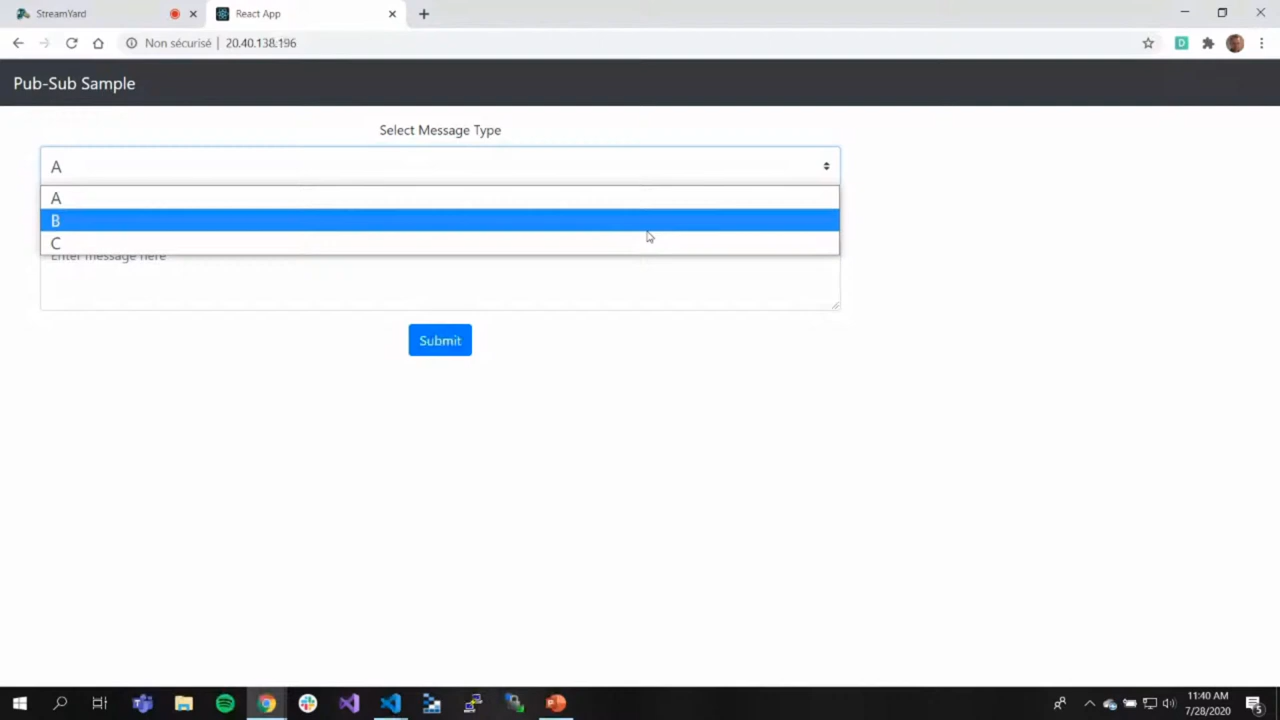 StreamYard
React App
Non sécurisé
20.40.138.196
D
Pub-Sub Sample
Select Message Type
A
A
B
C
Enter message here
Submit
11:40 AM
7/28/2020
5